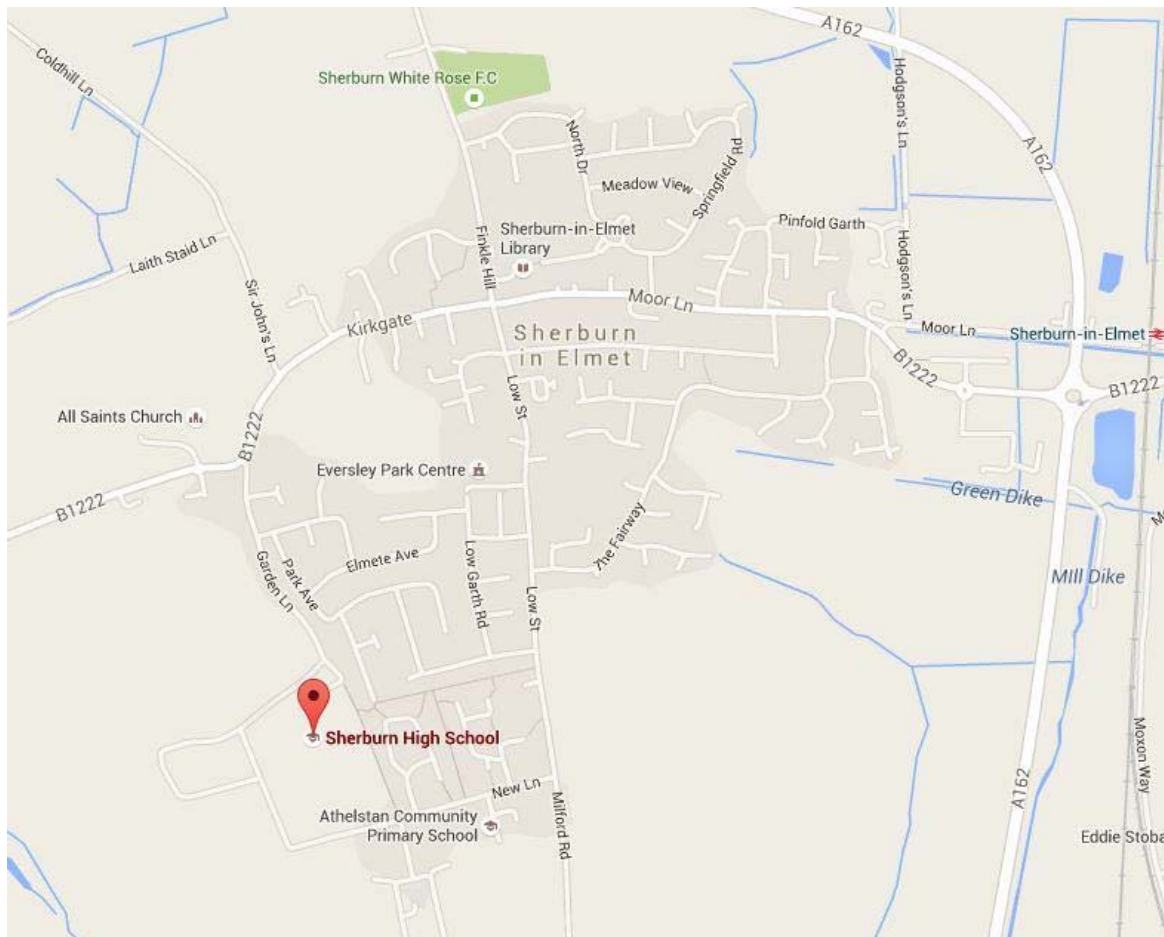 A162
Coldhill Ln
Sherburn White Rose F.C
Hodgson's Ln
A162
North Dr
Springfield Rd
Meadow View
Pinfold Garth
Sherburn-in-Elmet
Library
Finkle Hill
Hodgson's Ln
Laith Staid Ln
Sir John's Ln
Moor Ln
Kirkgate
Moor Ln
Sherburn-in-Elmet
Sherburn
in Elmet
B1222
B1222
Low St
All Saints Church
B1222
Eversley Park Centre
Green Dike
B1222
The Fairway
Elmete Ave
Garden Ln
Park Ave
Low Garth Rd
Low St
MIll Dike
Sherburn High School
Moxon Way
New Ln
A162
Milford Rd
Athelstan Community
Primary School
Eddie Stoba